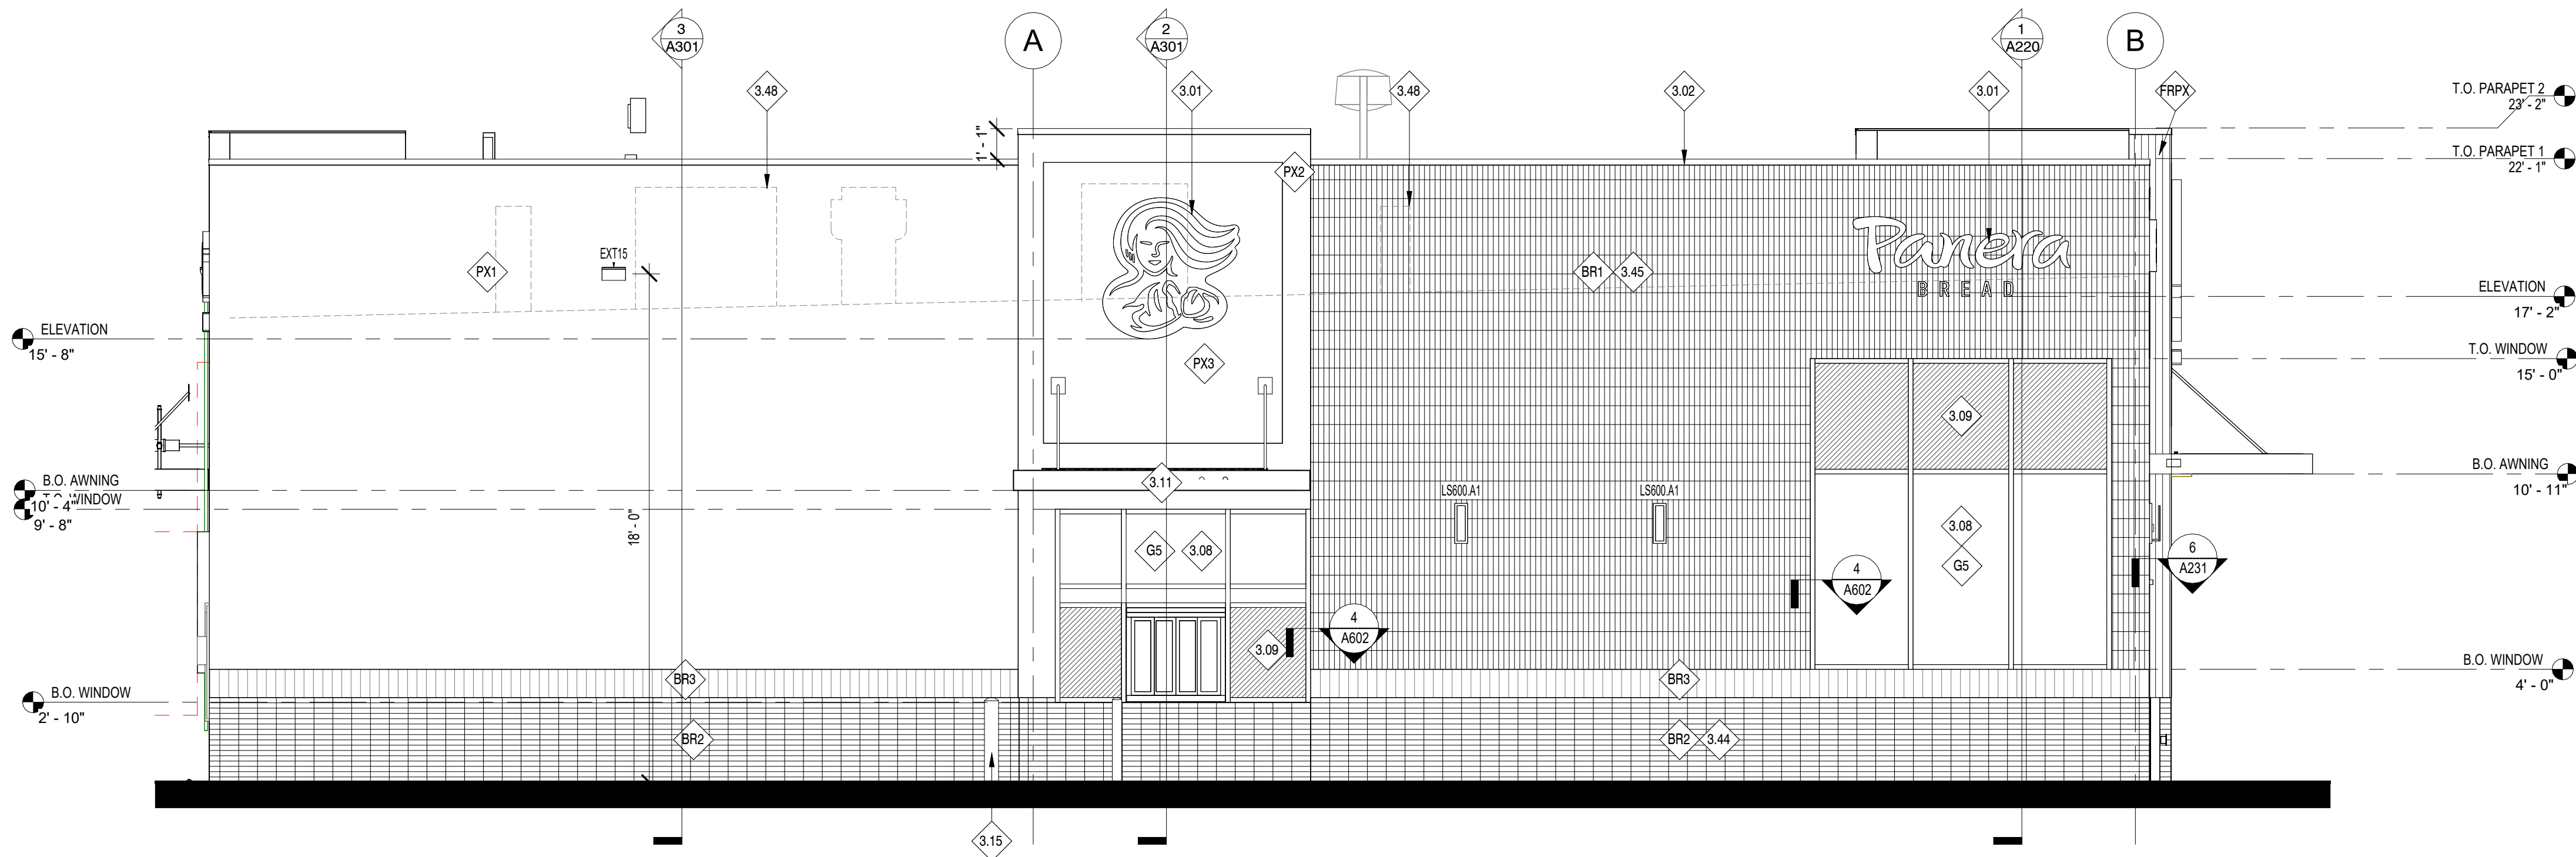 3
A301
A
2
A301
1
A220
B
3.48
3.01
3.48
3.02
3.01
FRPX
T.O. PARAPET 2
23' - 2"
1' - 1"
T.O. PARAPET 1
22' - 1"
PX2
Panera
BREAD
EXT15
PX1
BR1
3.45
ELEVATION
17' - 2"
ELEVATION
15' - 8"
T.O. WINDOW
15' - 0"
PX3
3.09
B.O. AWNING
10' - 4"
T.O. WINDOW
9' - 8"
3.11
LS600.A1
LS600.A1
B.O. AWNING
10' - 11"
18' - 0"
G5
3.08
3.08
G5
6
A231
4
A602
4
A602
3.09
BR3
BR3
B.O. WINDOW
4' - 0"
B.O. WINDOW
2' - 10"
BR2
BR2
3.44
3.15